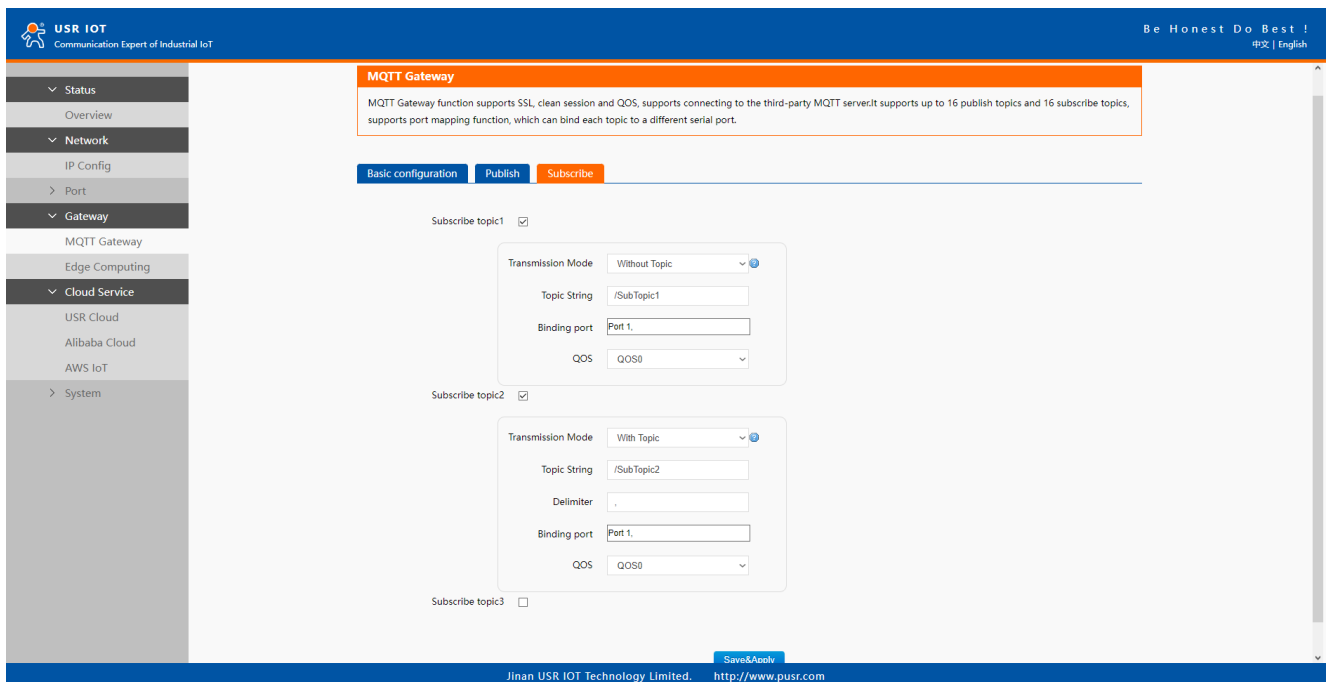 USR IOT
Communication Expert of Industrial IoT
Be Honest Do Best !
中文 | English
Status
Overview
Network
IP Config
Port
Gateway
MQTT Gateway
Edge Computing
Cloud Service
USR Cloud
Alibaba Cloud
AWS IoT
System
MQTT Gateway
MQTT Gateway function supports SSL, clean session and QOS, supports connecting to the third-party MQTT server.It supports up to 16 publish topics and 16 subscribe topics,
supports port mapping function, which can bind each topic to a different serial port.
Basic configuration Publish Subscribe
Subscribe topic1
Transmission Mode Without Topic
Topic String /SubTopic1
Binding port Port 1,
QOS QOS0
Subscribe topic2
Transmission Mode With Topic
Topic String /SubTopic2
Delimiter ,
Binding port Port 1,
QOS QOS0
Subscribe topic3
Save&Apply
Jinan USR IOT Technology Limited. http://www.pusr.com